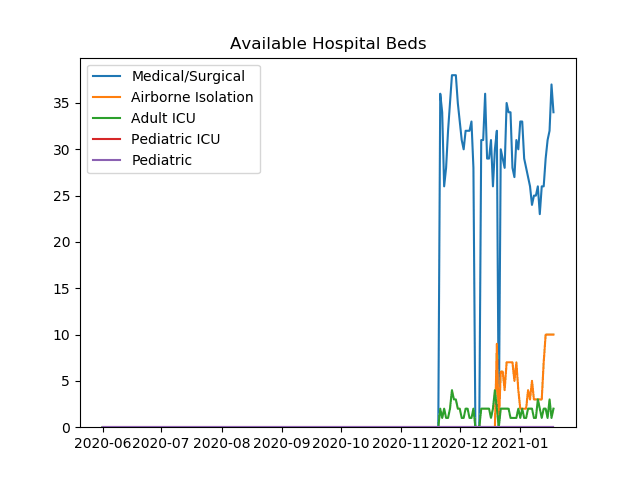 Available Hospital Beds
Medical/Surgical
Airborne Isolation
Adult ICU
Pediatric ICU
Pediatric
35
30
25
20
15
10
5
0
2020-06 2020-07 2020-08 2020-09 2020-10 2020-11 2020-12 2021-01